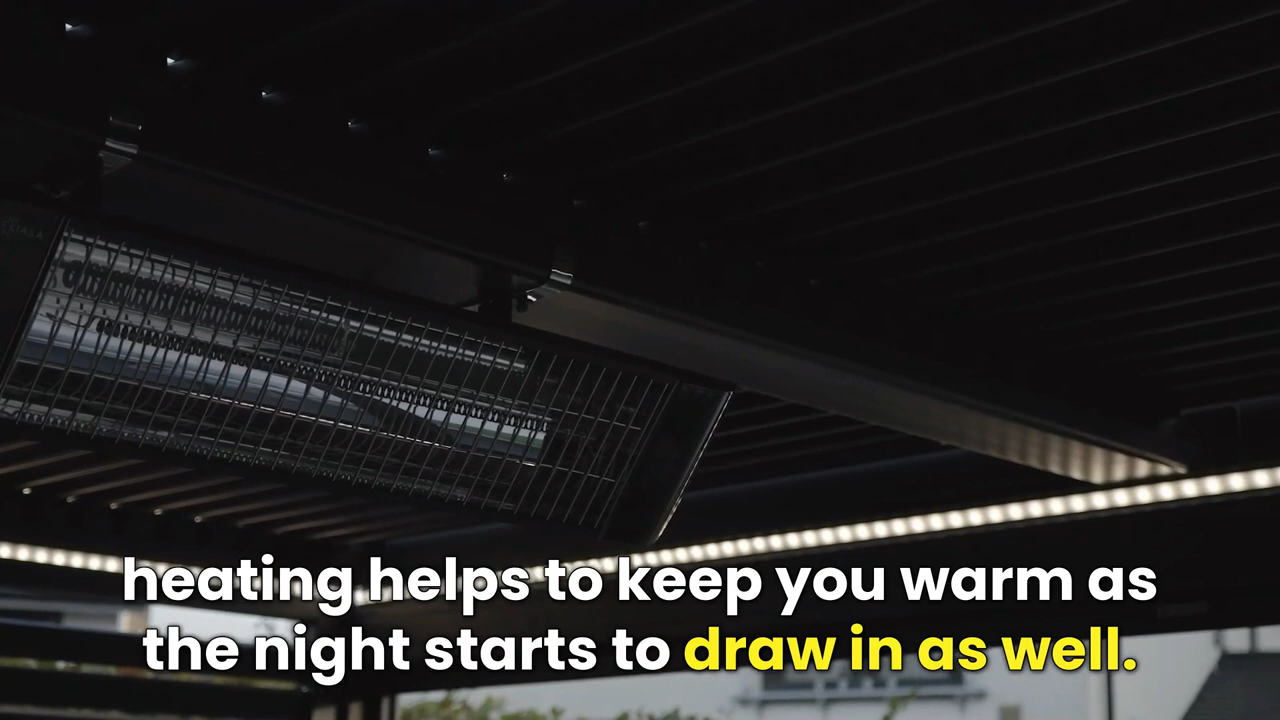 heating helps to keep you warm as
the night starts to draw in as well.